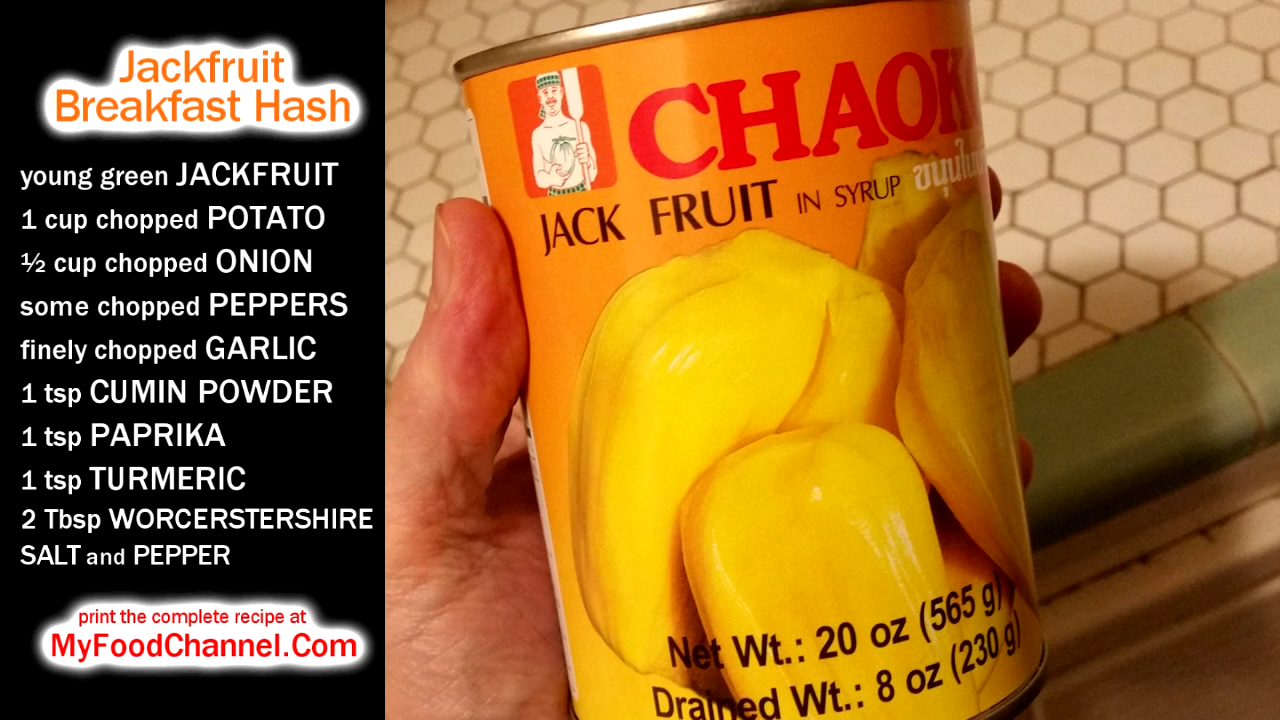 Jackfruit
Breakfast Hash
young green JACKFRUIT
1 cup chopped POTATO
½ cup chopped ONION
some chopped PEPPERS
finely chopped GARLIC
1 tsp CUMIN POWDER
1 tsp PAPRIKA
1 tsp TURMERIC
2 Tbsp WORCERSTERSHIRE
SALT and PEPPER
print the complete recipe at
MyFoodChannel.Com
CHAOK
JACK FRUIT IN SYRUP
Net Wt.: 20 oz (565 g)
Drained Wt.: 8 oz (230 g)